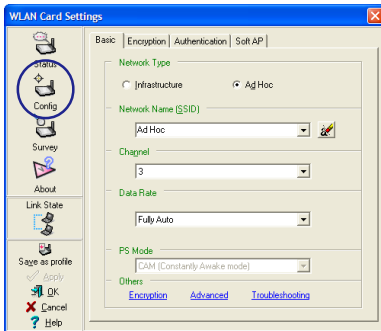 WLAN Card Settings
Status
Config
Survey
About
Link State
Save as profile
Apply
OK
Cancel
Help
Basic
Encryption
Authentication
Soft AP
Network Type
Infrastructure
Ad Hoc
Network Name (SSID)
Ad Hoc
Channel
3
Data Rate
Fully Auto
PS Mode
CAM (Constantly Awake mode)
Others
Encryption
Advanced
Troubleshooting